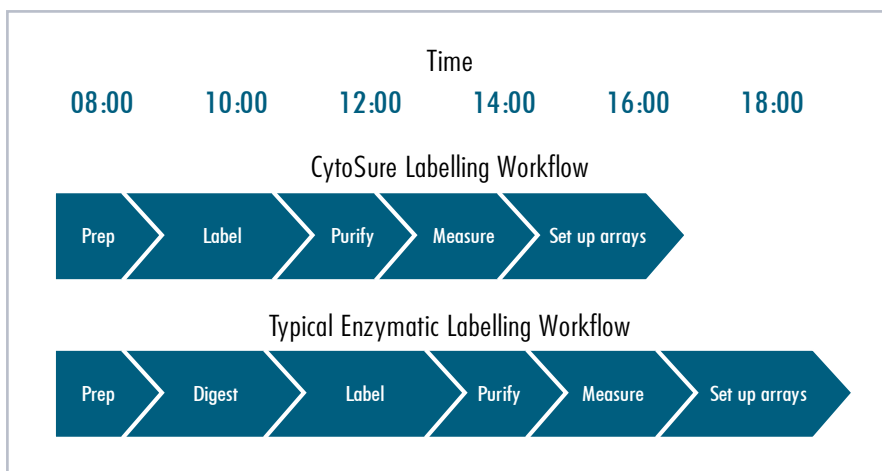 Time
08:00 10:00 12:00 14:00 16:00 18:00
CytoSure Labelling Workflow
Prep Label Purify Measure Set up arrays
Typical Enzymatic Labelling Workflow
Prep Digest Label Purify Measure Set up arrays